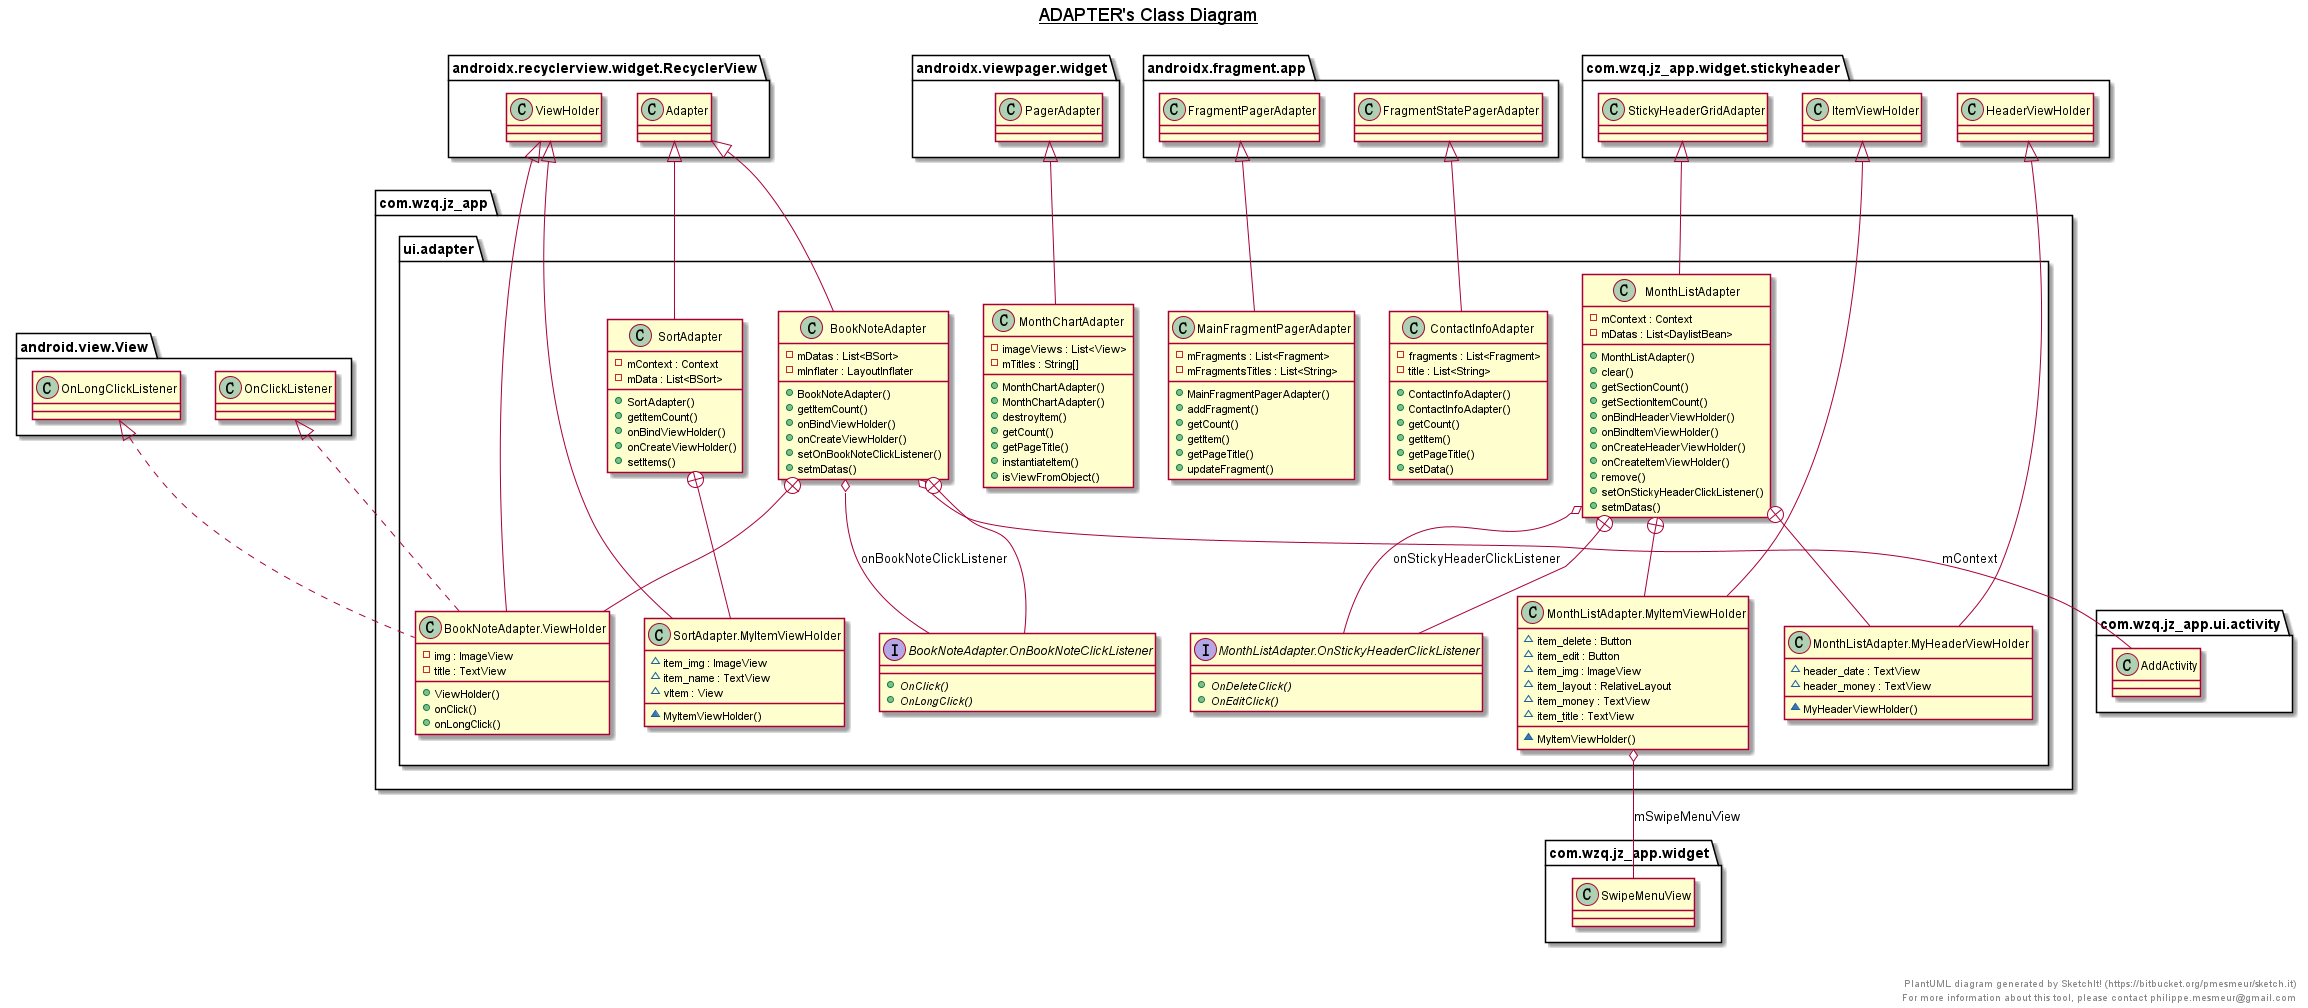 ADAPTER's Class Diagram
androidx.recyclerview.widget.RecyclerView
C ViewHolder
C Adapter
androidx.viewpager.widget
C PagerAdapter
androidx.fragment.app
C FragmentPagerAdapter
C FragmentStatePagerAdapter
com.wzq.jz_app.widget.stickyheader
C StickyHeaderGridAdapter
C ItemViewHolder
C HeaderViewHolder
com.wzq.jz_app
ui.adapter
android.view.View
C OnLongClickListener
C OnClickListener
C SortAdapter
mContext : Context
mData : List<BSort>
SortAdapter()
getItemCount()
onBindViewHolder()
onCreateViewHolder()
setItems()
C BookNoteAdapter
mDatas : List<BSort>
mInflater : LayoutInflater
BookNoteAdapter()
getItemCount()
onBindViewHolder()
onCreateViewHolder()
setOnBookNoteClickListener()
setmDatas()
C MonthChartAdapter
imageViews : List<View>
mTitles : String[]
MonthChartAdapter()
MonthChartAdapter()
destroyItem()
getCount()
getPageTitle()
instantiateItem()
isViewFromObject()
C MainFragmentPagerAdapter
mFragments : List<Fragment>
mFragmentsTitles : List<String>
MainFragmentPagerAdapter()
addFragment()
getCount()
getItem()
getPageTitle()
updateFragment()
C ContactInfoAdapter
fragments : List<Fragment>
title : List<String>
ContactInfoAdapter()
ContactInfoAdapter()
getCount()
getItem()
getPageTitle()
setData()
C MonthListAdapter
mContext : Context
mDatas : List<DaylistBean>
MonthListAdapter()
clear()
getSectionCount()
getSectionItemCount()
onBindHeaderViewHolder()
onBindItemViewHolder()
onCreateHeaderViewHolder()
onCreateItemViewHolder()
remove()
setOnStickyHeaderClickListener()
setmDatas()
onBookNoteClickListener
onStickyHeaderClickListener
mContext
C BookNoteAdapter.ViewHolder
img : ImageView
title : TextView
ViewHolder()
onClick()
onLongClick()
C SortAdapter.MyItemViewHolder
item_img : ImageView
item_name : TextView
vItem : View
MyItemViewHolder()
I BookNoteAdapter.OnBookNoteClickListener
OnClick()
OnLongClick()
I MonthListAdapter.OnStickyHeaderClickListener
OnDeleteClick()
OnEditClick()
C MonthListAdapter.MyItemViewHolder
item_delete : Button
item_edit : Button
item_img : ImageView
item_layout : RelativeLayout
item_money : TextView
item_title : TextView
MyItemViewHolder()
C MonthListAdapter.MyHeaderViewHolder
header_date : TextView
header_money : TextView
MyHeaderViewHolder()
com.wzq.jz_app.ui.activity
C AddActivity
mSwipeMenuView
com.wzq.jz_app.widget
C SwipeMenuView
PlantUML diagram generated by SketchIt! (https://bitbucket.org/pmesmeur/sketch.it)
For more information about this tool, please contact philippe.mesmeur@gmail.com